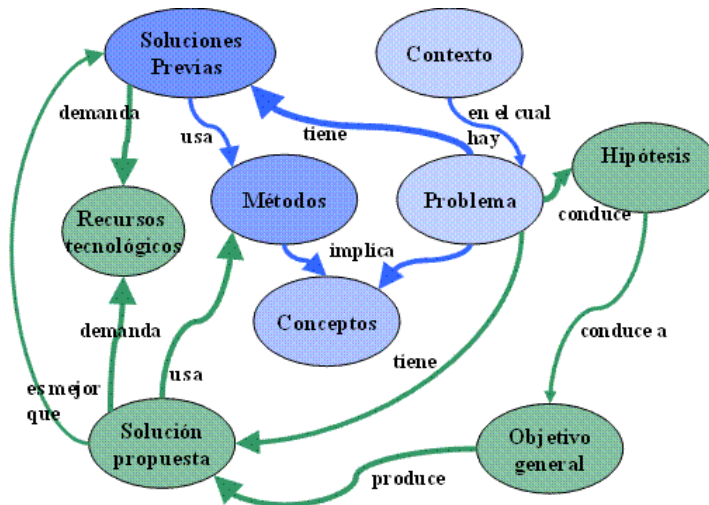 Soluciones
Previas
Contexto
demanda
usa
tiene
en el cual
hay
Hipótesis
Recursos
tecnológicos
Métodos
Problema
conduce
implica
Conceptos
demanda
usa
tiene
conduce a
es mejor
que
Solución
propuesta
Objetivo
general
produce